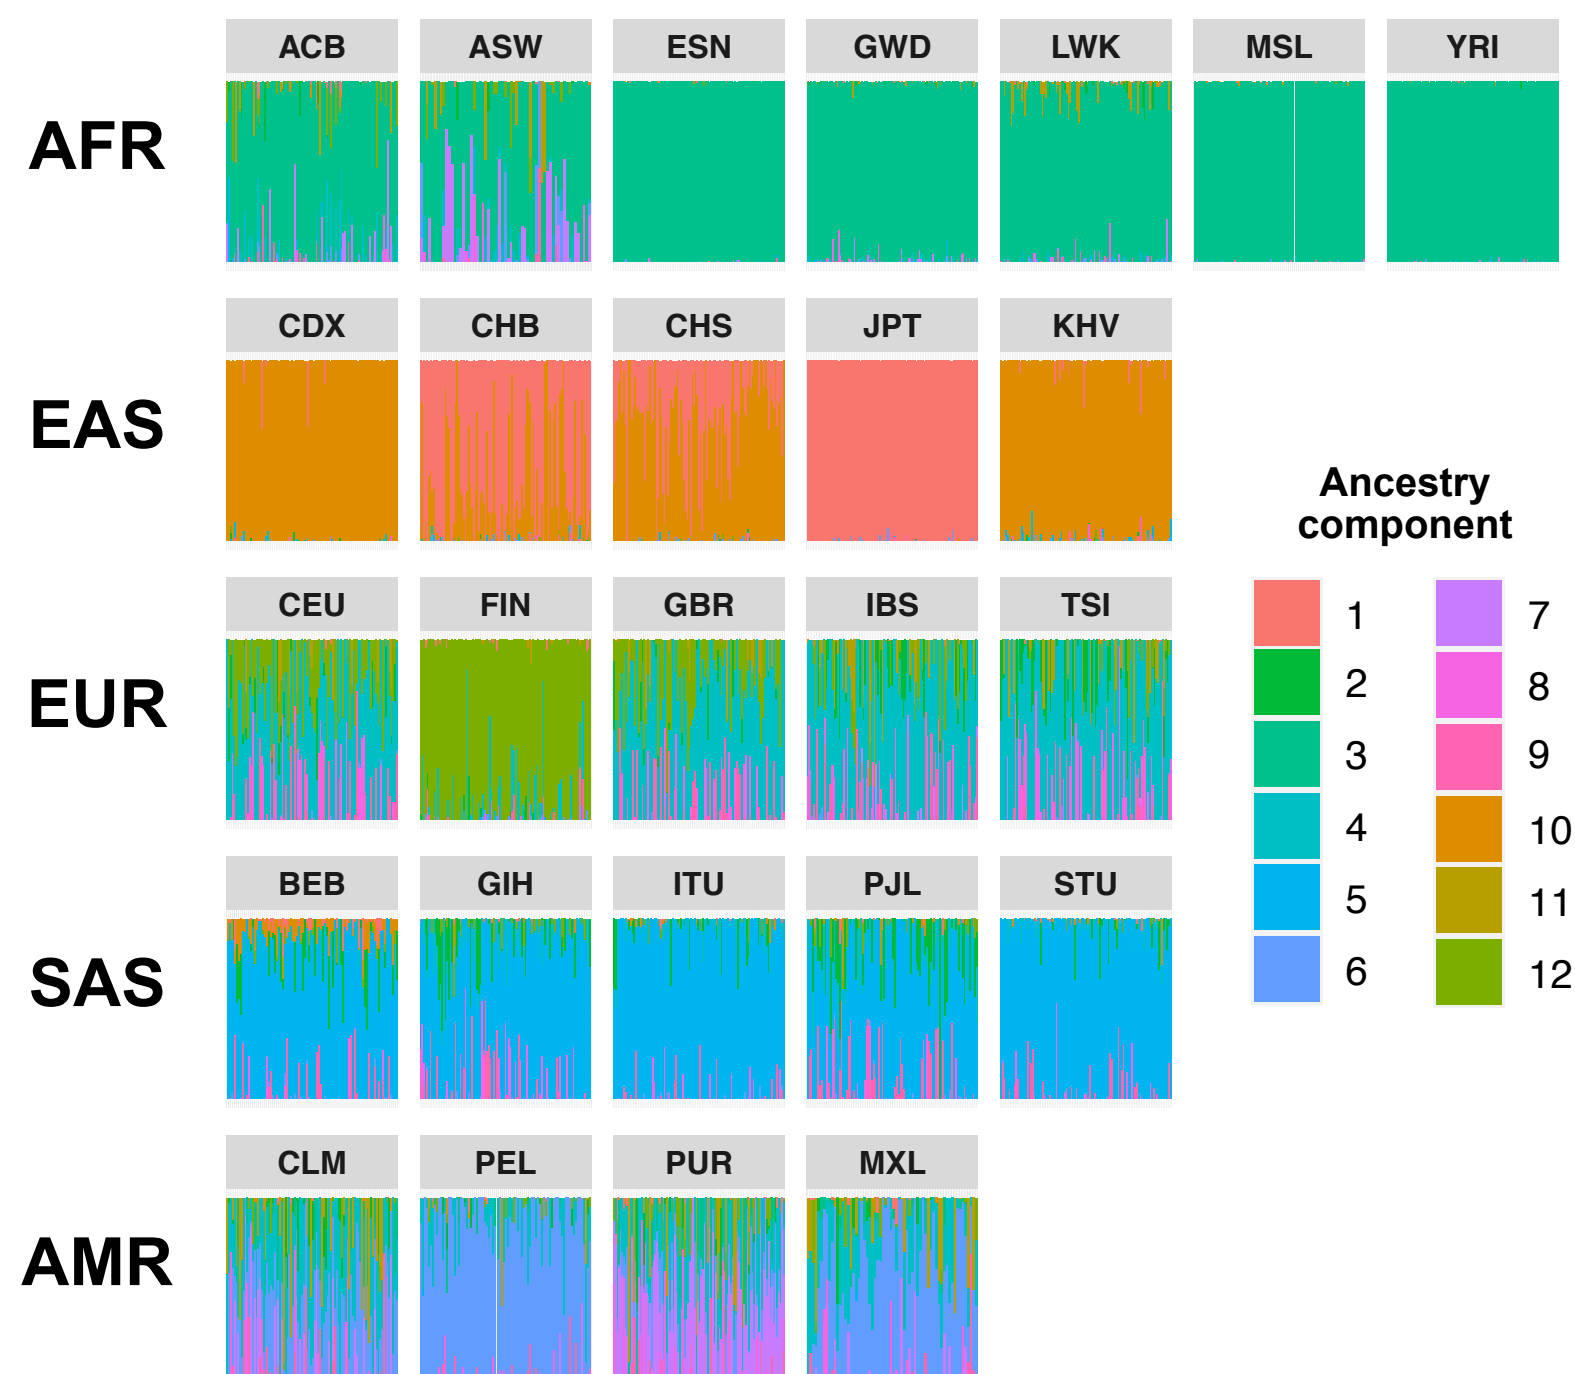 ACB ASW ESN GWD LWK MSL YRI
AFR
CDX CHB CHS JPT KHV
EAS
Ancestry
component
CEU FIN GBR IBS TSI
EUR
1 7
2 8
3 9
4 10
5 11
6 12
BEB GIH ITU PJL STU
SAS
CLM PEL PUR MXL
AMR